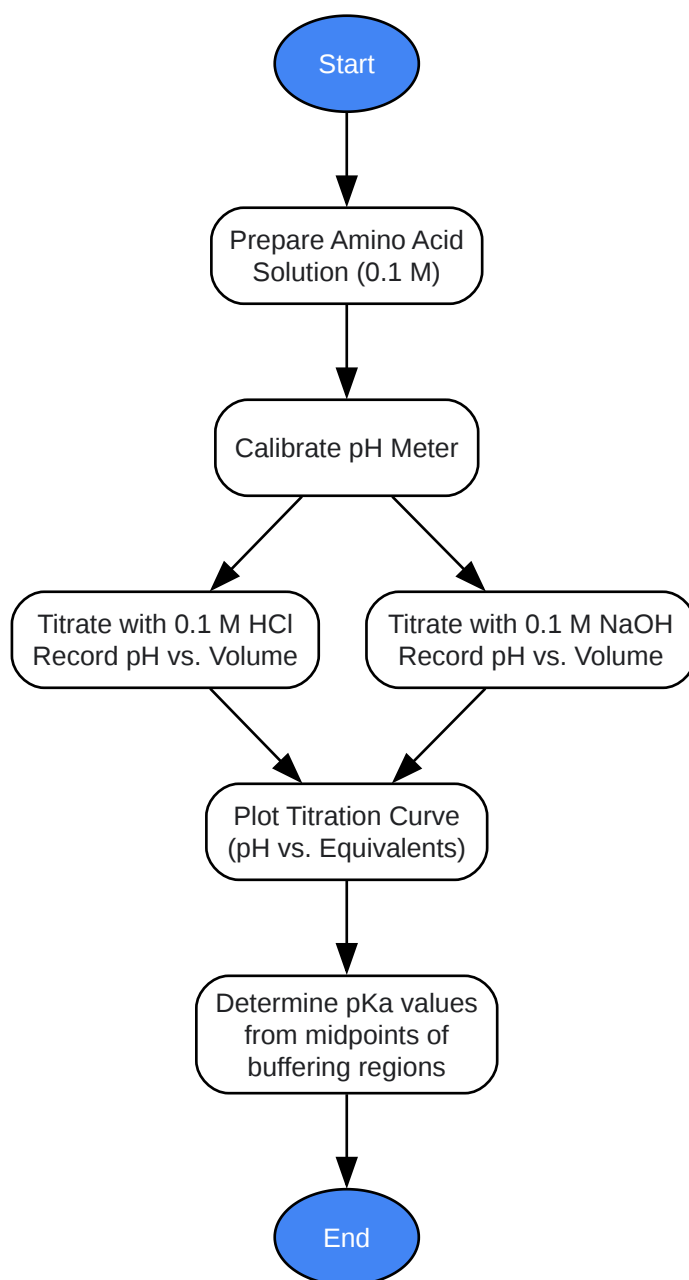 Start
Prepare Amino Acid
Solution (0.1 M)
Calibrate pH Meter
Titrate with 0.1 M HCl
Record pH vs. Volume
Titrate with 0.1 M NaOH
Record pH vs. Volume
Plot Titration Curve
(pH vs. Equivalents)
Determine pKa values
from midpoints of
buffering regions
End